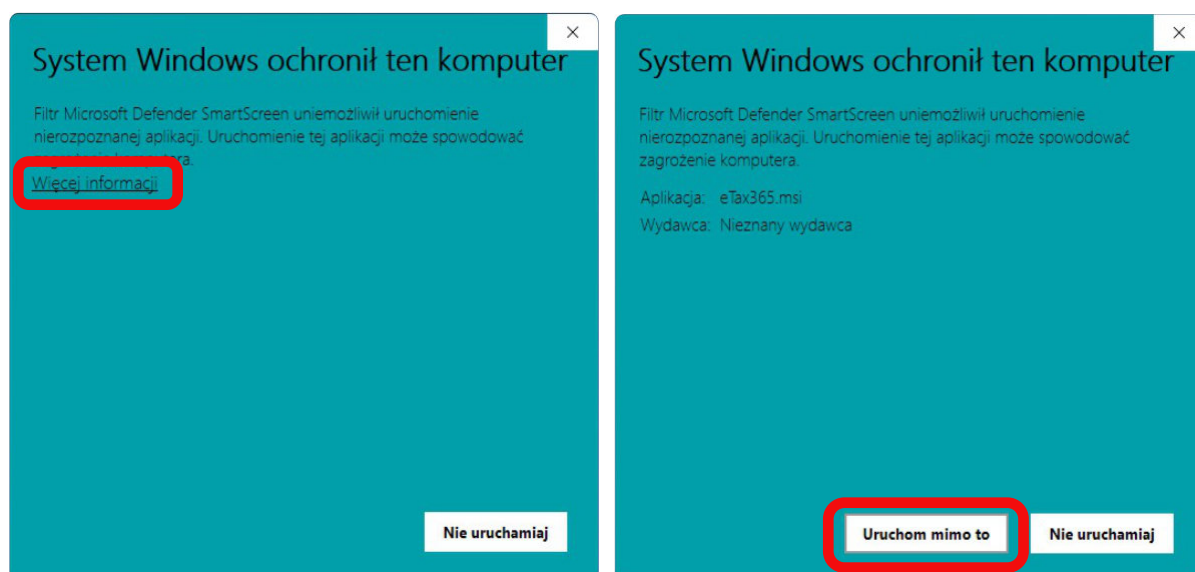 System Windows ochronił ten komputer
Filtr Microsoft Defender SmartScreen uniemożliwił uruchomienie
nierozpoznanej aplikacji. Uruchomienie tej aplikacji może spowodować
zagrożenie komputera.
Więcej informacji
Nie uruchamiaj
System Windows ochronił ten komputer
Filtr Microsoft Defender SmartScreen uniemożliwił uruchomienie
nierozpoznanej aplikacji. Uruchomienie tej aplikacji może spowodować
zagrożenie komputera.
Aplikacja: eTax365.msi
Wydawca: Nieznany wydawca
Uruchom mimo to
Nie uruchamiaj